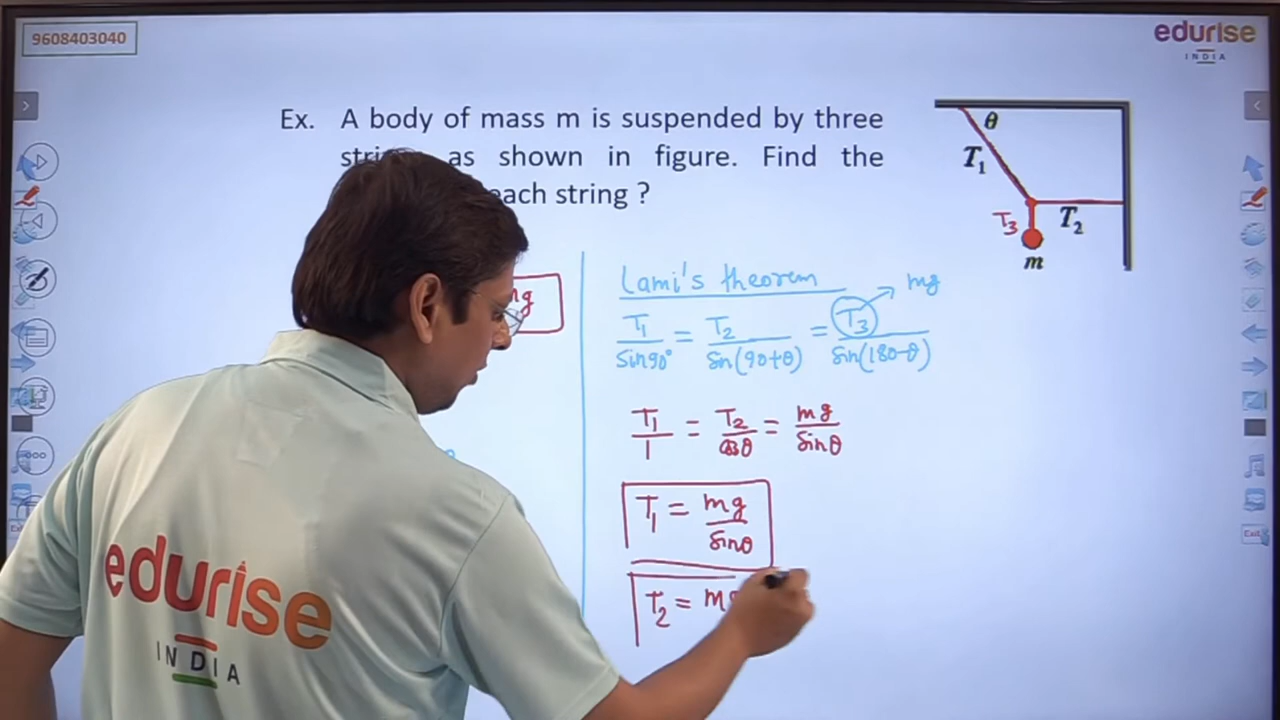 9608403040
edurise
INDIA
Ex. A body of mass m is suspended by three
as shown in figure. Find the
each string ?
θ
T₁
T₃
T₂
m
Lami's theorem
mg
T₁/sin90° = T₂/sin(90+θ) = T₃/sin(180-θ)
T₁/1 = T₂/cosθ = mg/sinθ
T₁ = mg/sinθ
T₂ =
Exit
edurise
INDIA